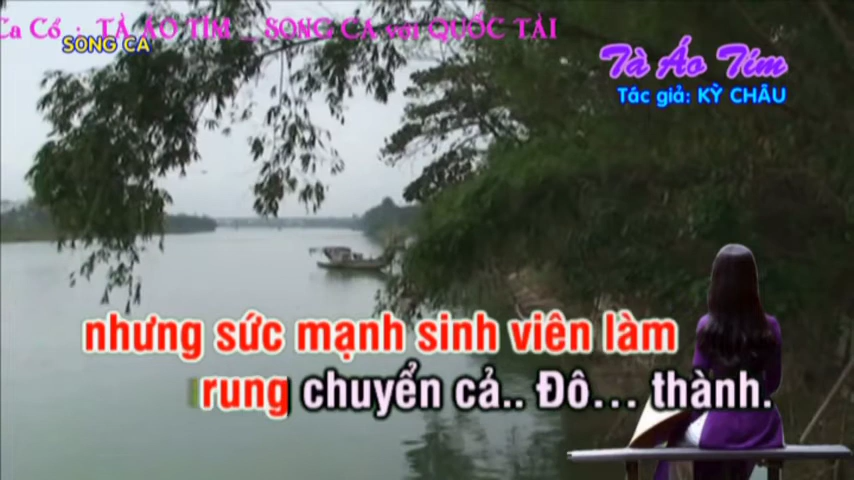 Ca Cổ : TÀ ÁO TÍM _ SONG CA với QUỐC TÀI
SONG CA
Tà Áo Tím
Tác giả: KỲ CHÂU
nhưng sức mạnh sinh viên làm
rung chuyển cả.. Đô... thành.